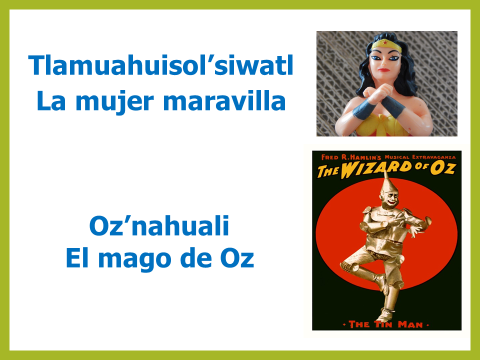 Tlamuahuisol’siwatl
La mujer maravilla
FRED R. HAMLIN'S MUSICAL EXTRAVAGANZA
THE WIZARD OF OZ
Oz’nahuali
El mago de Oz
· THE TIN MAN ·